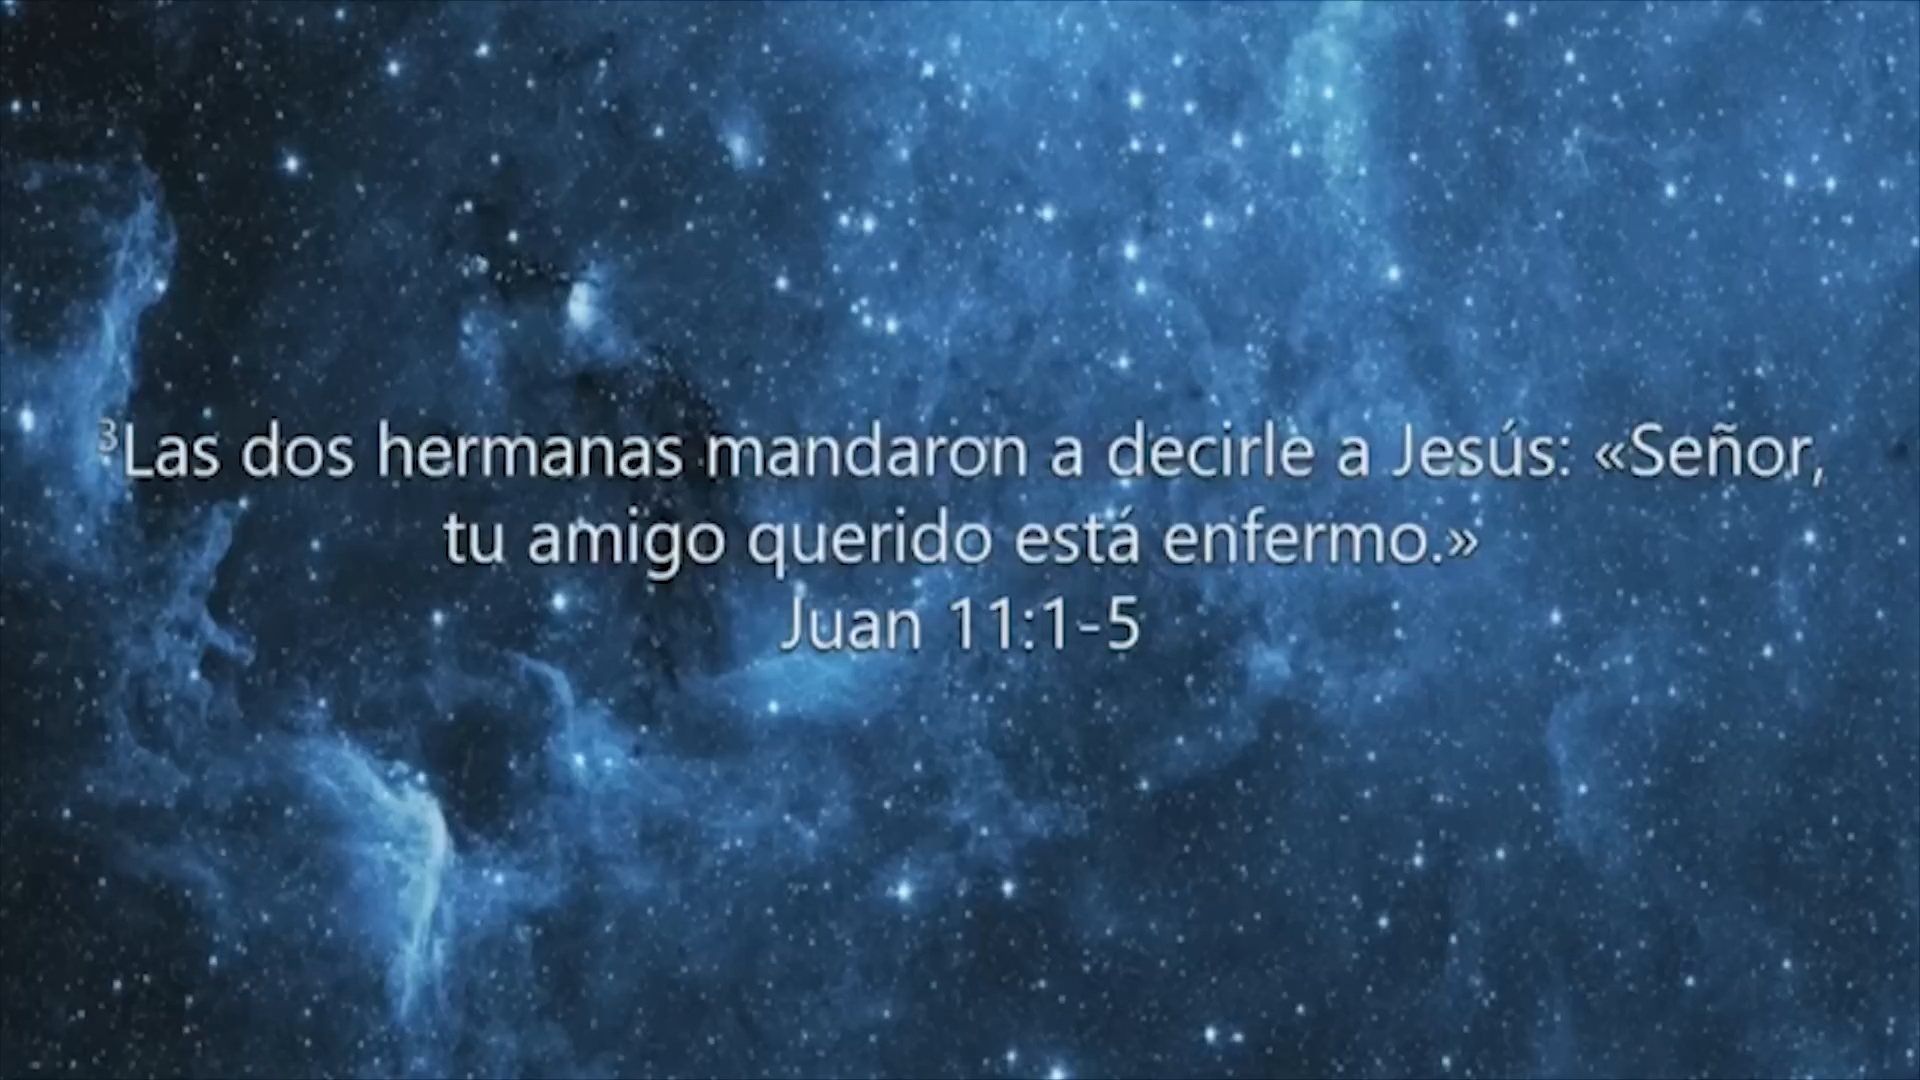 ³Las dos hermanas mandaron a decirle a Jesús: «Señor,
tu amigo querido está enfermo.»
Juan 11:1-5